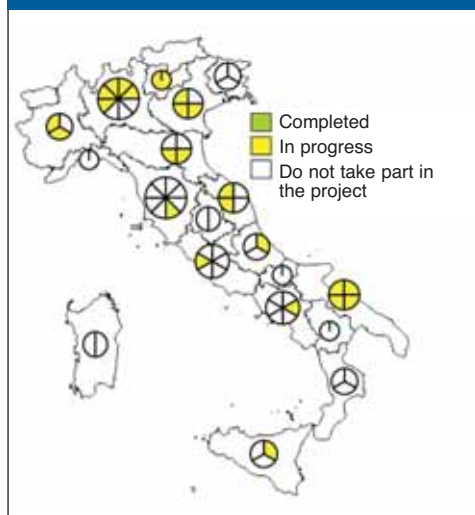 Completed
In progress
Do not take part in
the project